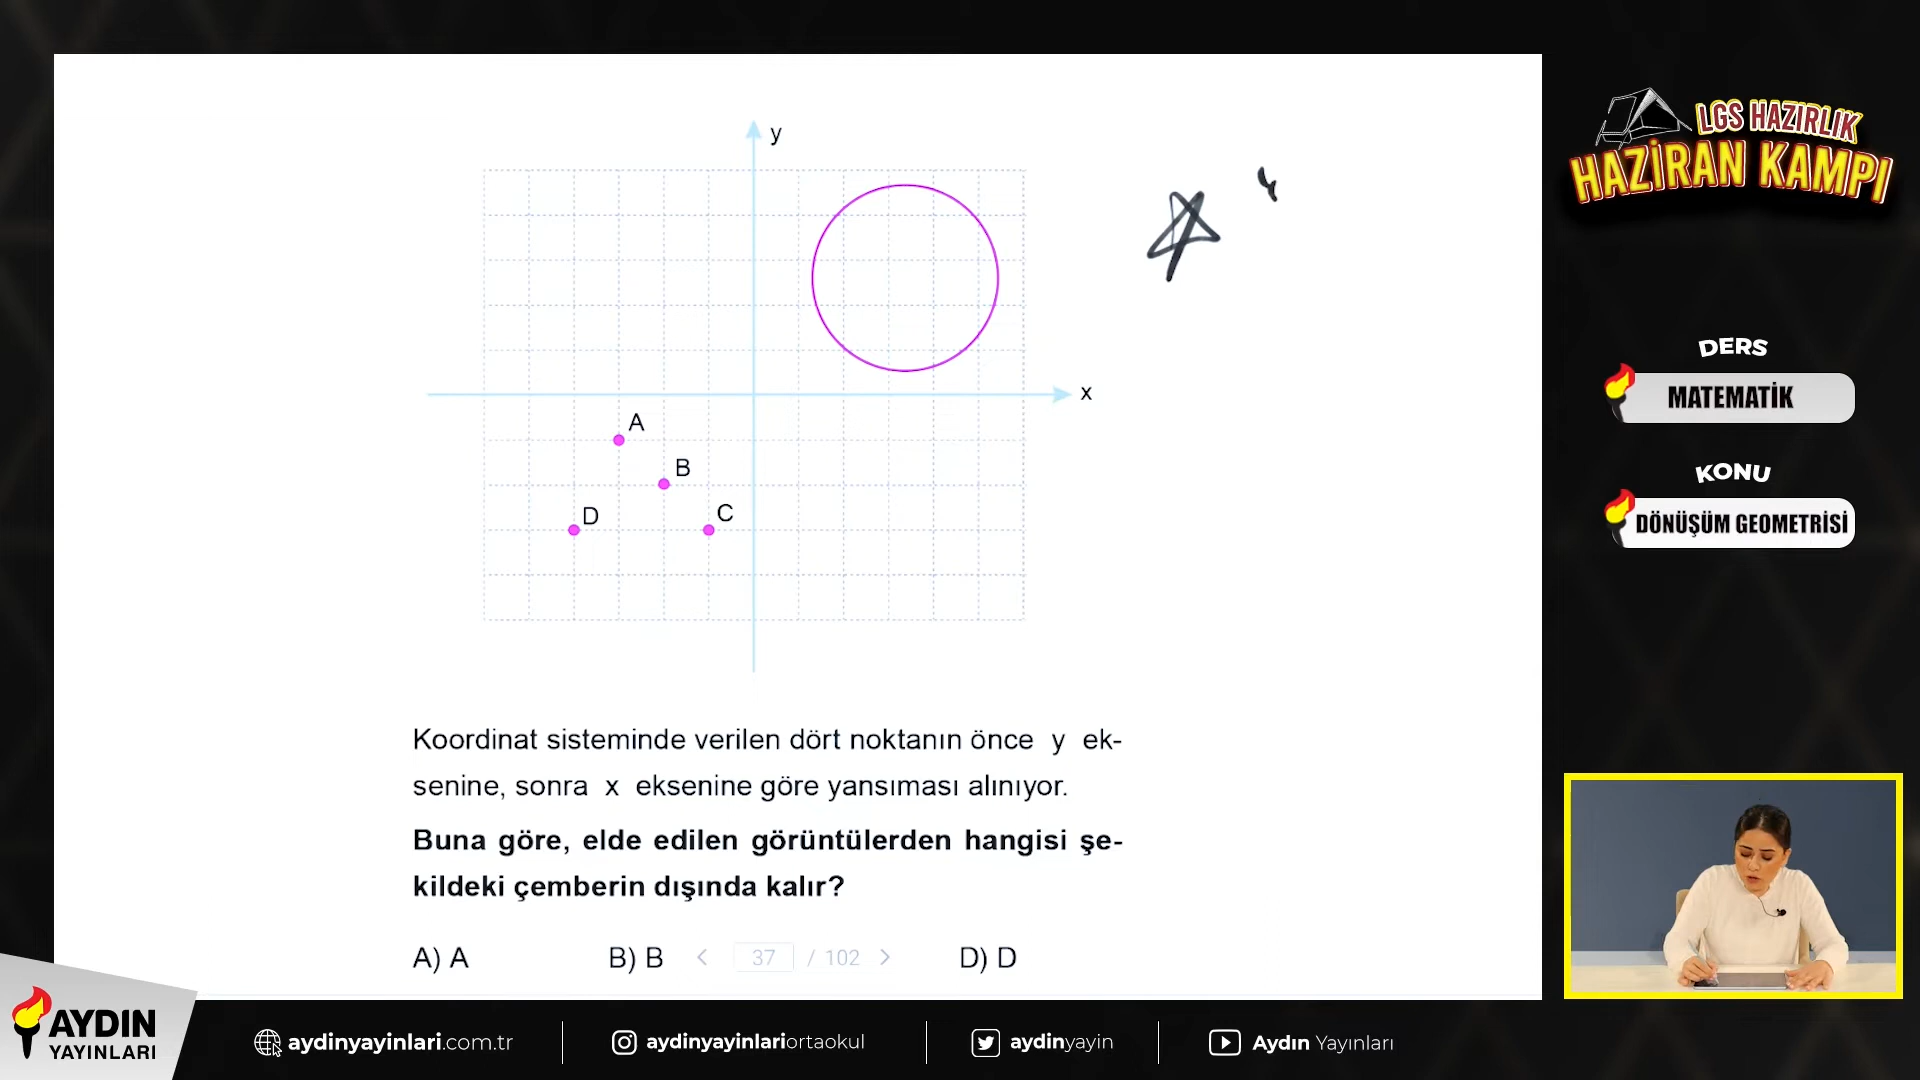 y
x
A
B
C
D
Koordinat sisteminde verilen dört noktanın önce y ek-
senine, sonra x eksenine göre yansıması alınıyor.
Buna göre, elde edilen görüntülerden hangisi şe-
kildeki çemberin dışında kalır?
A) A B) B < 37 / 102 > D) D
LGS HAZIRLIK
HAZİRAN KAMPI
DERS
MATEMATİK
KONU
DÖNÜŞÜM GEOMETRİSİ
AYDIN
YAYINLARI
aydinyayinlari.com.tr
aydinyayinlariortaokul
aydinyayin
Aydın Yayınları